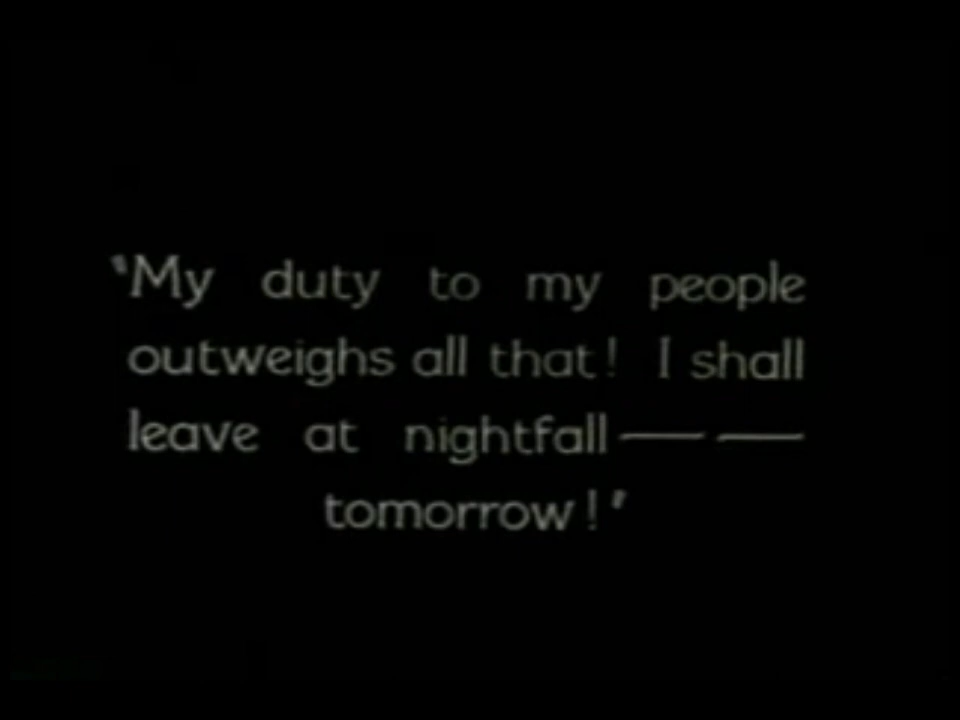 "My duty to my people
outweighs all that! I shall
leave at nightfall — —
tomorrow!"